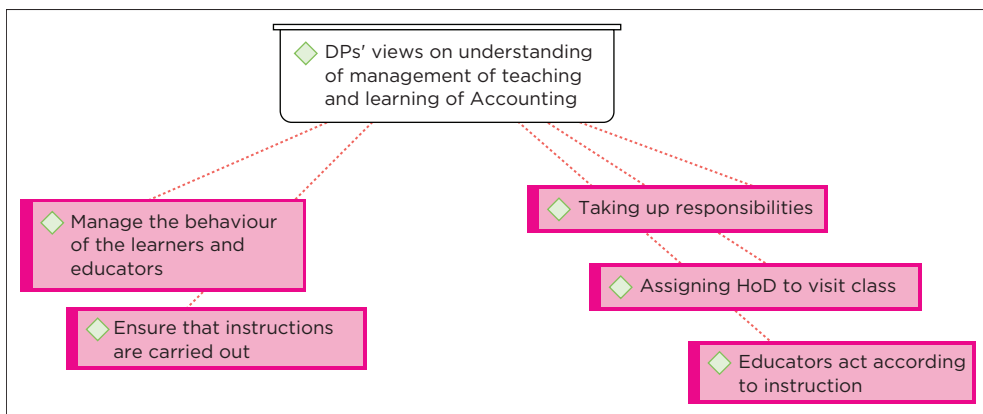 DPs' views on understanding
of management of teaching
and learning of Accounting
Manage the behaviour
of the learners and
educators
Ensure that instructions
are carried out
Taking up responsibilities
Assigning HoD to visit class
Educators act according
to instruction